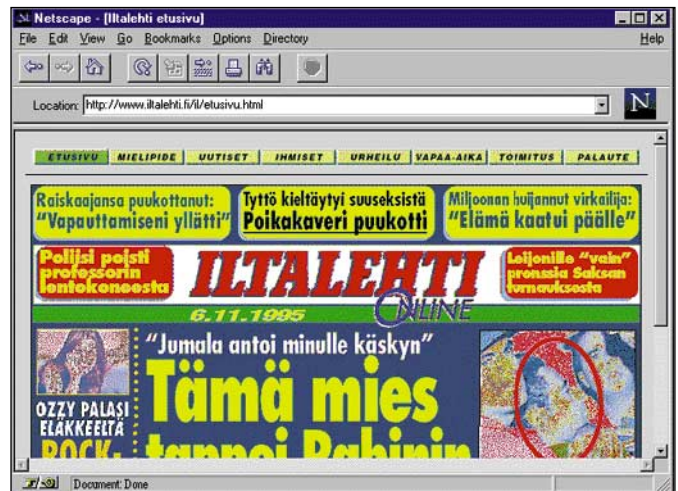 Netscape - [Iltalehti etusivu]
File Edit View Go Bookmarks Options Directory Help
Location: http://www.iltalehti.fi/il/etusivu.html
N
ETUSIVU MIELIPIDE UUTISET IHMISET URHEILU VAPAA-AIKA TOIMITUS PALAUTE
Raiskaajansa puukottanut:
"Vapauttamiseni yllätti"
Tyttö kieltäytyi suuseksistä
Poikakaveri puukotti
Miljoonan huijannut virkailija:
"Elämä kaatui päälle"
Poliisi poisti
professorin
lentokoneesta
ILTALEHTI
ONLINE
Leijonille "vain"
pronssia Saksan
turnauksesta
6.11.1995
OZZY PALASI
ELÄKKEELTÄ
ROCK-
"Jumala antoi minulle käskyn"
Tämä mies
tappoi Rabinin
Document: Done